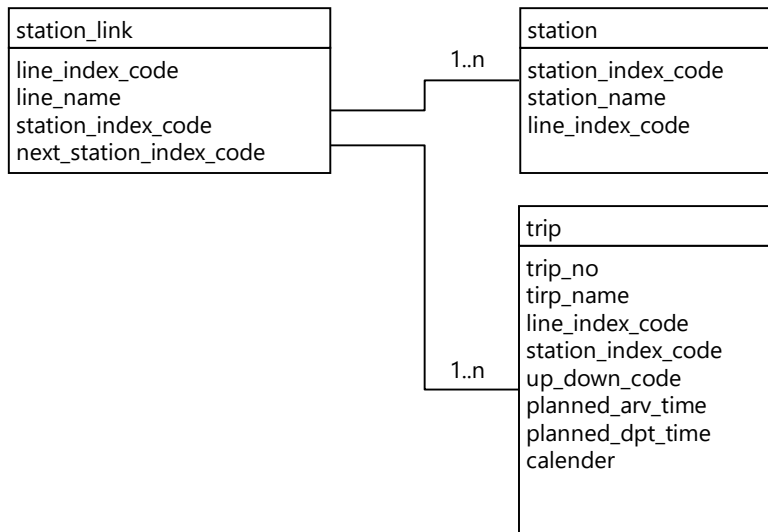 station_link
line_index_code
line_name
station_index_code
next_station_index_code
1..n
station
station_index_code
station_name
line_index_code
1..n
trip
trip_no
tirp_name
line_index_code
station_index_code
up_down_code
planned_arv_time
planned_dpt_time
calender